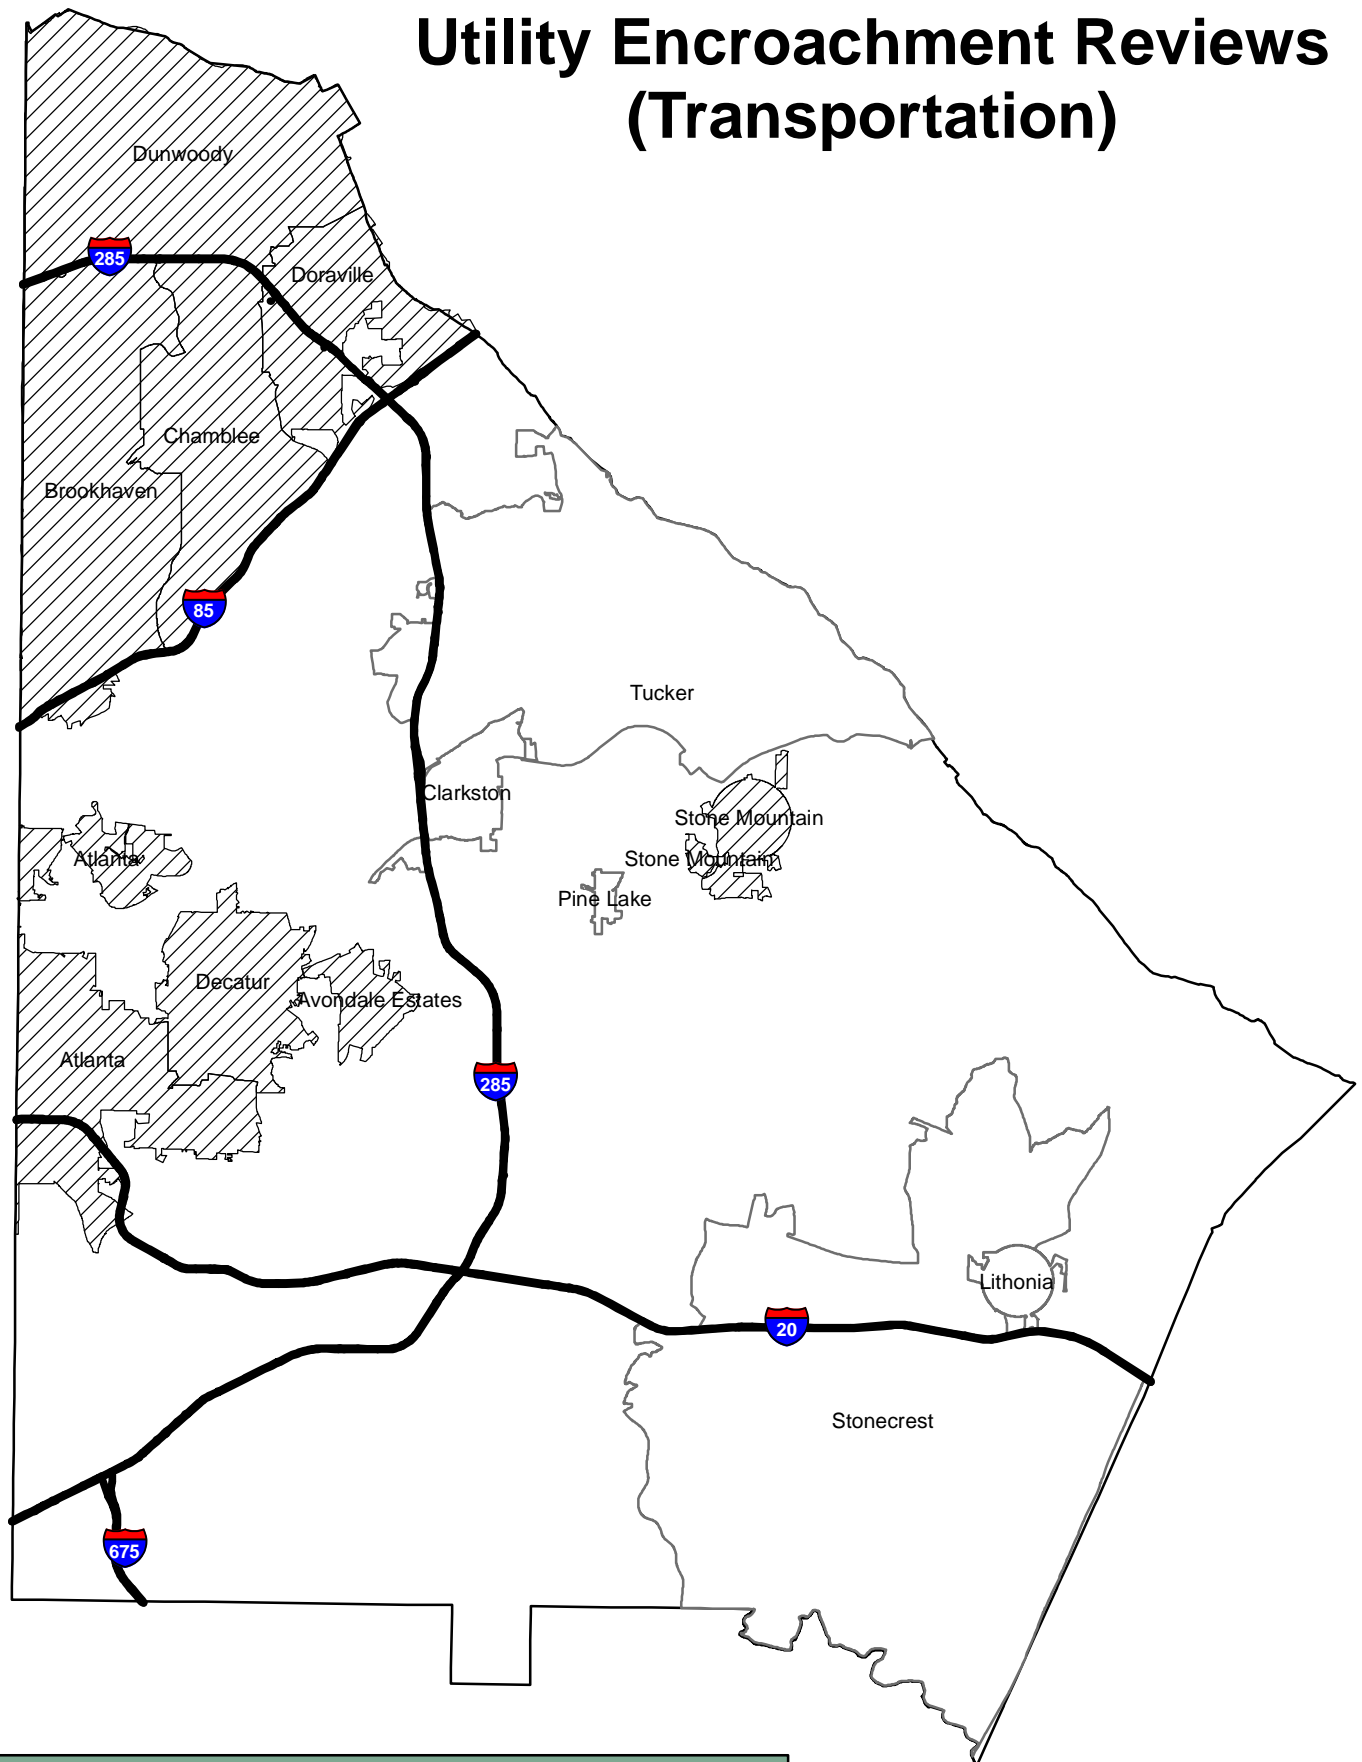 Utility Encroachment Reviews
(Transportation)
Dunwoody
285
Doraville
Chamblee
Brookhaven
85
Tucker
Clarkston
Stone Mountain
Atlanta
Stone Mountain
Pine Lake
Decatur
Avondale Estates
Atlanta
285
Lithonia
20
Stonecrest
675